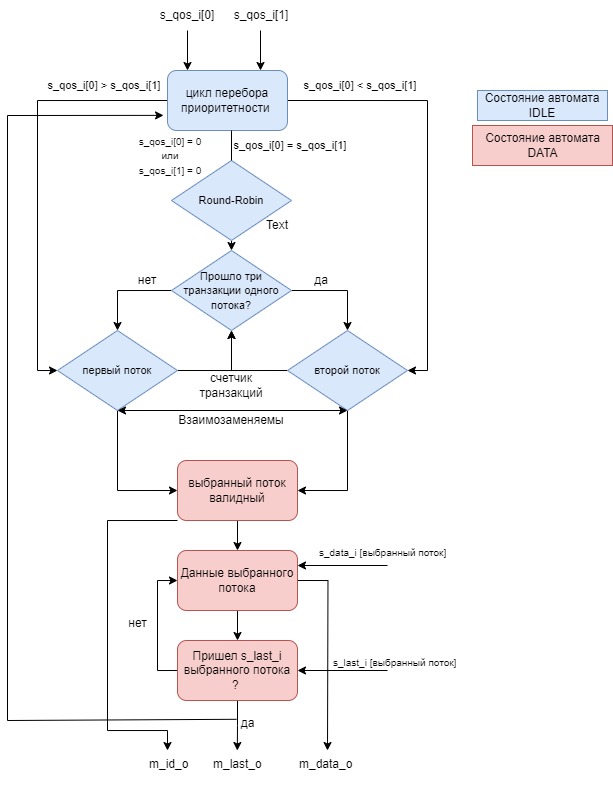 s_qos_i[0]
s_qos_i[1]
s_qos_i[0] > s_qos_i[1]
цикл перебора
приоритетности
s_qos_i[0] < s_qos_i[1]
Состояние автомата
IDLE
Состояние автомата
DATA
s_qos_i[0] = 0
или
s_qos_i[1] = 0
s_qos_i[0] = s_qos_i[1]
Round-Robin
Text
Прошло три
транзакции одного
потока?
нет
да
первый поток
второй поток
счетчик
транзакций
Взаимозаменяемы
выбранный поток
валидный
s_data_i [выбранный поток]
Данные выбранного
потока
нет
Пришел s_last_i
выбранного потока
?
s_last_i [выбранный поток]
да
m_id_o
m_last_o
m_data_o